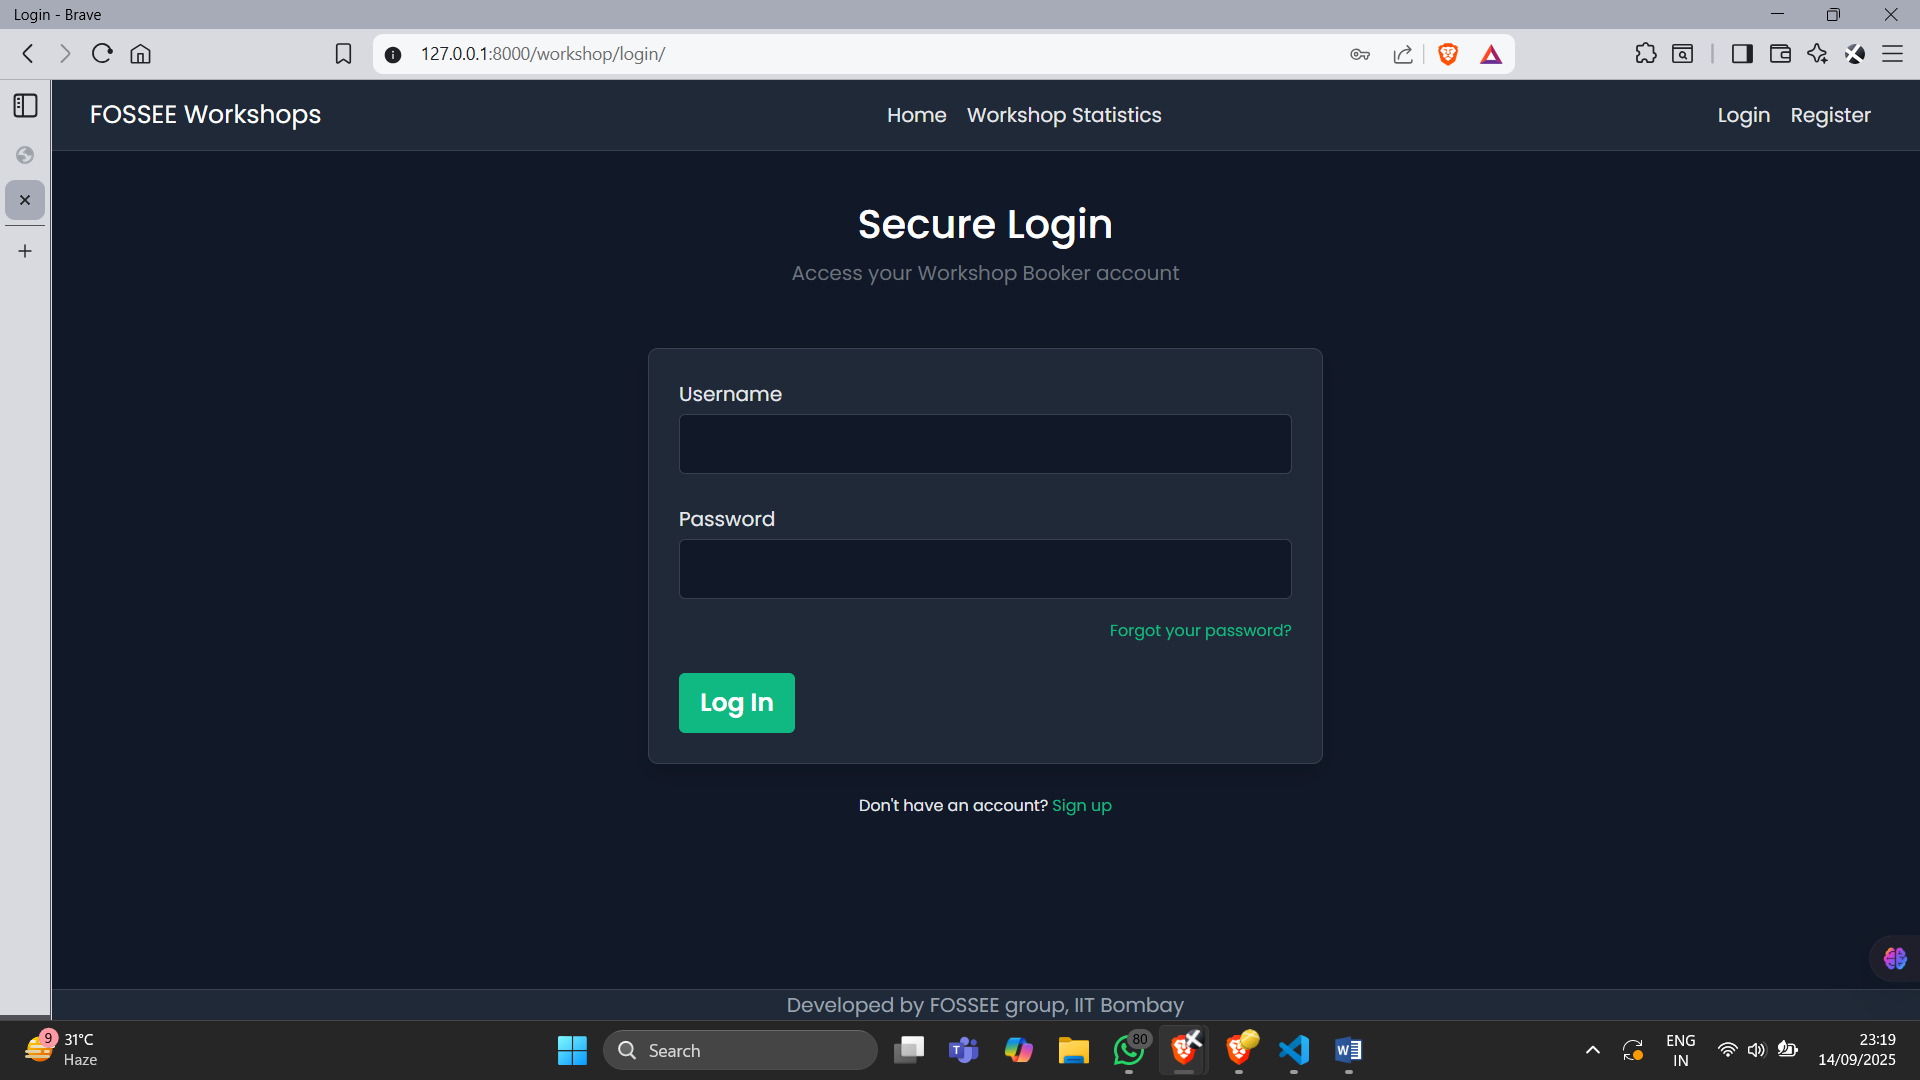 Login - Brave
127.0.0.1:8000/workshop/login/
FOSSEE Workshops
Home
Workshop Statistics
Login
Register
Secure Login
Access your Workshop Booker account
Username
Password
Forgot your password?
Log In
Don't have an account? Sign up
Developed by FOSSEE group, IIT Bombay
9
31°C
Haze
Search
80
ENG
IN
23:19
14/09/2025